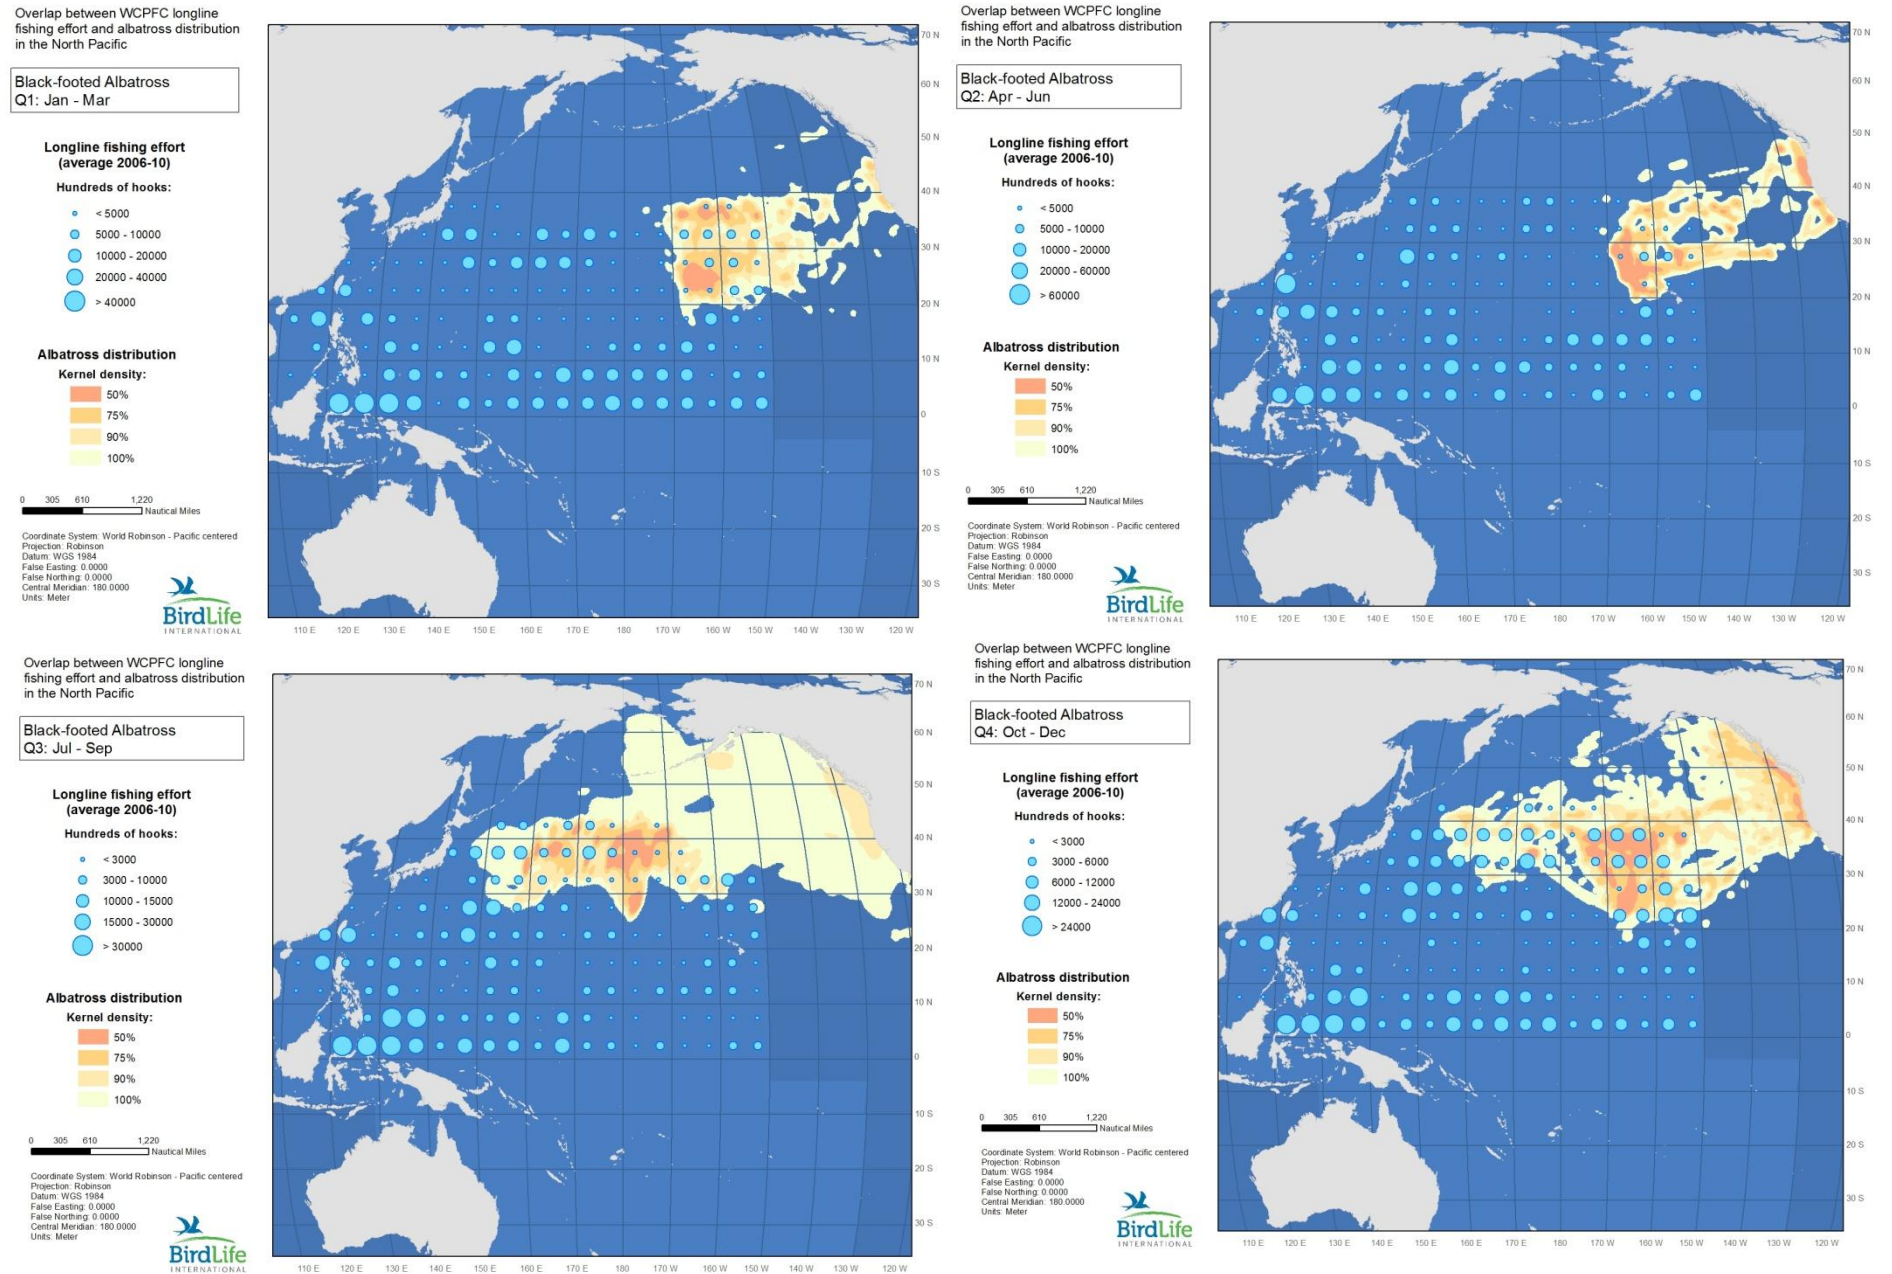 Overlap between WCPFC longline
fishing effort and albatross distribution
in the North Pacific
Black-footed Albatross
Q1: Jan - Mar
Longline fishing effort
(average 2006-10)
Hundreds of hooks:
< 5000
5000 - 10000
10000 - 20000
20000 - 40000
> 40000
Albatross distribution
Kernel density:
50%
75%
90%
100%
0 305 610 1,220
Nautical Miles
Coordinate System: World Robinson - Pacific centered
Projection: Robinson
Datum: WGS 1984
False Easting: 0.0000
False Northing: 0.0000
Central Meridian: 180.0000
Units: Meter
BirdLife
INTERNATIONAL
70 N
60 N
50 N
40 N
30 N
20 N
10 N
0
10 S
20 S
30 S
110 E 120 E 130 E 140 E 150 E 160 E 170 E 180 170 W 160 W 150 W 140 W 130 W 120 W
Overlap between WCPFC longline
fishing effort and albatross distribution
in the North Pacific
Black-footed Albatross
Q2: Apr - Jun
Longline fishing effort
(average 2006-10)
Hundreds of hooks:
< 5000
5000 - 10000
10000 - 20000
20000 - 60000
> 60000
Albatross distribution
Kernel density:
50%
75%
90%
100%
0 305 610 1,220
Nautical Miles
Coordinate System: World Robinson - Pacific centered
Projection: Robinson
Datum: WGS 1984
False Easting: 0.0000
False Northing: 0.0000
Central Meridian: 180.0000
Units: Meter
BirdLife
INTERNATIONAL
70 N
60 N
50 N
40 N
30 N
20 N
10 N
0
10 S
20 S
30 S
110 E 120 E 130 E 140 E 150 E 160 E 170 E 180 170 W 160 W 150 W 140 W 130 W 120 W
Overlap between WCPFC longline
fishing effort and albatross distribution
in the North Pacific
Black-footed Albatross
Q3: Jul - Sep
Longline fishing effort
(average 2006-10)
Hundreds of hooks:
< 3000
3000 - 10000
10000 - 15000
15000 - 30000
> 30000
Albatross distribution
Kernel density:
50%
75%
90%
100%
0 305 610 1,220
Nautical Miles
Coordinate System: World Robinson - Pacific centered
Projection: Robinson
Datum: WGS 1984
False Easting: 0.0000
False Northing: 0.0000
Central Meridian: 180.0000
Units: Meter
BirdLife
INTERNATIONAL
70 N
60 N
50 N
40 N
30 N
20 N
10 N
0
10 S
20 S
30 S
110 E 120 E 130 E 140 E 150 E 160 E 170 E 180 170 W 160 W 150 W 140 W 130 W 120 W
Overlap between WCPFC longline
fishing effort and albatross distribution
in the North Pacific
Black-footed Albatross
Q4: Oct - Dec
Longline fishing effort
(average 2006-10)
Hundreds of hooks:
< 3000
3000 - 6000
6000 - 12000
12000 - 24000
> 24000
Albatross distribution
Kernel density:
50%
75%
90%
100%
0 305 610 1,220
Nautical Miles
Coordinate System: World Robinson - Pacific centered
Projection: Robinson
Datum: WGS 1984
False Easting: 0.0000
False Northing: 0.0000
Central Meridian: 180.0000
Units: Meter
BirdLife
INTERNATIONAL
70 N
60 N
50 N
40 N
30 N
20 N
10 N
0
10 S
20 S
30 S
110 E 120 E 130 E 140 E 150 E 160 E 170 E 180 170 W 160 W 150 W 140 W 130 W 120 W